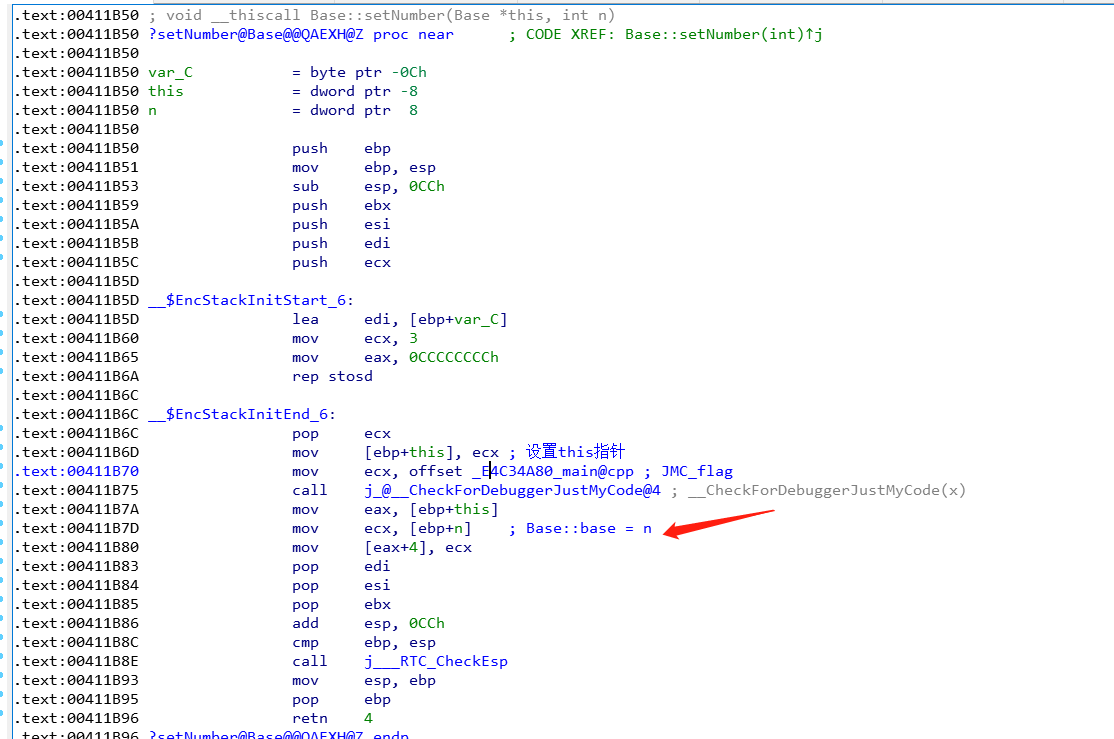 .text:00411B50 ; void __thiscall Base::setNumber(Base *this, int n)
.text:00411B50 ?setNumber@Base@@QAEXH@Z proc near      ; CODE XREF: Base::setNumber(int)↑j
.text:00411B50
.text:00411B50 var_C           = byte ptr -0Ch
.text:00411B50 this            = dword ptr -8
.text:00411B50 n               = dword ptr  8
.text:00411B50
.text:00411B50                 push    ebp
.text:00411B51                 mov     ebp, esp
.text:00411B53                 sub     esp, 0CCh
.text:00411B59                 push    ebx
.text:00411B5A                 push    esi
.text:00411B5B                 push    edi
.text:00411B5C                 push    ecx
.text:00411B5D
.text:00411B5D __$EncStackInitStart_6:
.text:00411B5D                 lea     edi, [ebp+var_C]
.text:00411B60                 mov     ecx, 3
.text:00411B65                 mov     eax, 0CCCCCCCCh
.text:00411B6A                 rep stosd
.text:00411B6C
.text:00411B6C __$EncStackInitEnd_6:
.text:00411B6C                 pop     ecx
.text:00411B6D                 mov     [ebp+this], ecx ; 设置this指针
.text:00411B70                 mov     ecx, offset _E4C34A80_main@cpp ; JMC_flag
.text:00411B75                 call    j_@__CheckForDebuggerJustMyCode@4 ; __CheckForDebuggerJustMyCode(x)
.text:00411B7A                 mov     eax, [ebp+this]
.text:00411B7D                 mov     ecx, [ebp+n]    ; Base::base = n
.text:00411B80                 mov     [eax+4], ecx
.text:00411B83                 pop     edi
.text:00411B84                 pop     esi
.text:00411B85                 pop     ebx
.text:00411B86                 add     esp, 0CCh
.text:00411B8C                 cmp     ebp, esp
.text:00411B8E                 call    j___RTC_CheckEsp
.text:00411B93                 mov     esp, ebp
.text:00411B95                 pop     ebp
.text:00411B96                 retn    4
.text:00411B96 ?setNumber@Base@@QAEXH@Z endp